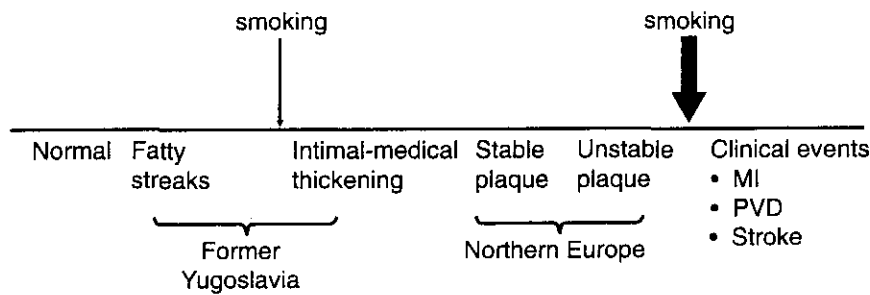 smoking
smoking
Normal
Fatty
streaks
Intimal-medical
thickening
Stable
plaque
Unstable
plaque
Clinical events
• MI
• PVD
• Stroke
Former
Yugoslavia
Northern Europe